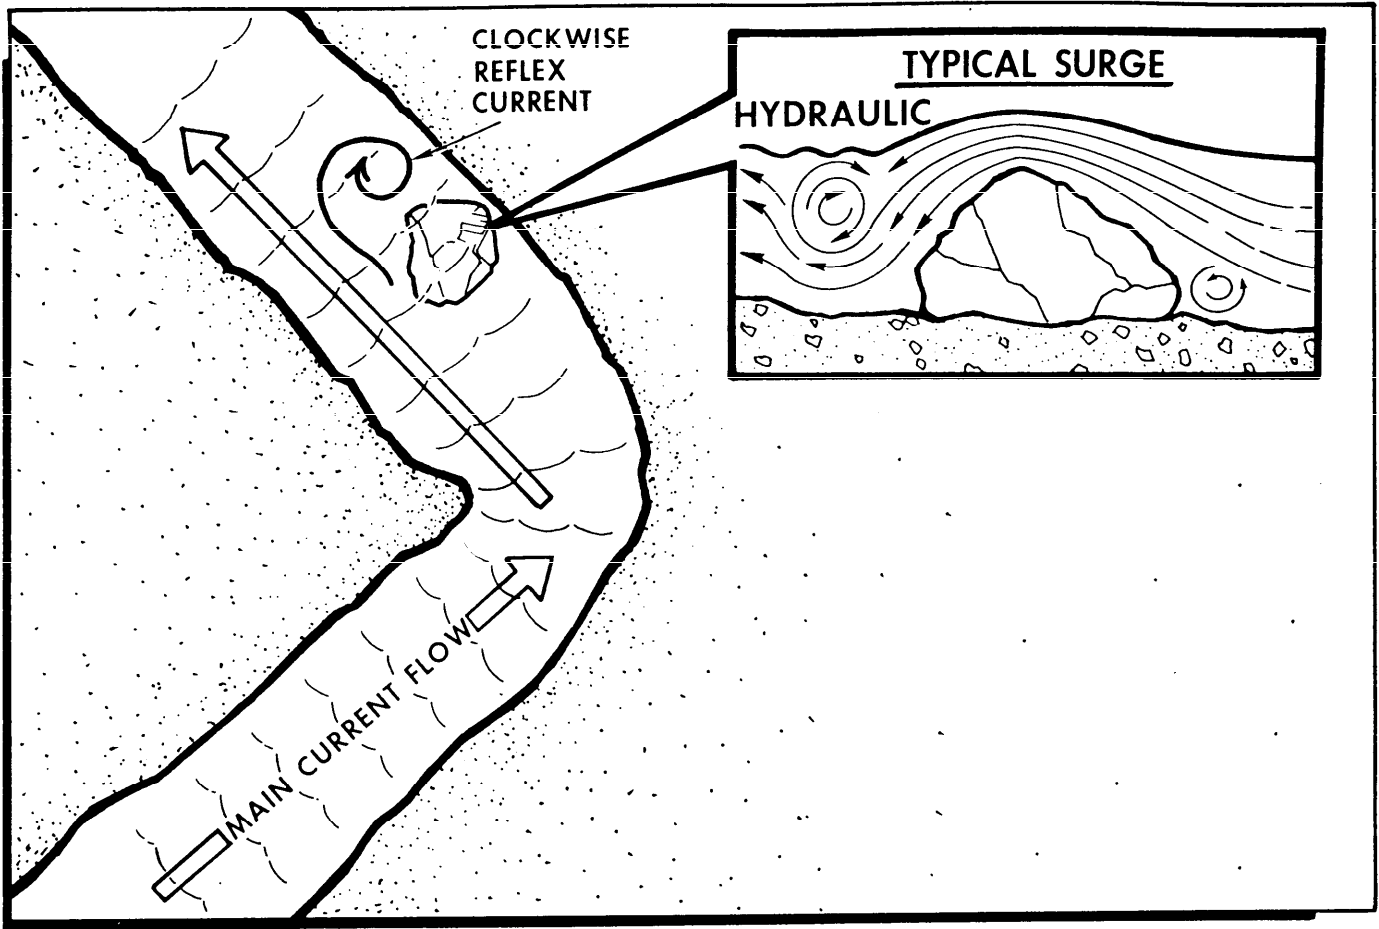 CLOCKWISE
REFLEX
CURRENT
TYPICAL SURGE
HYDRAULIC
MAIN CURRENT FLOW